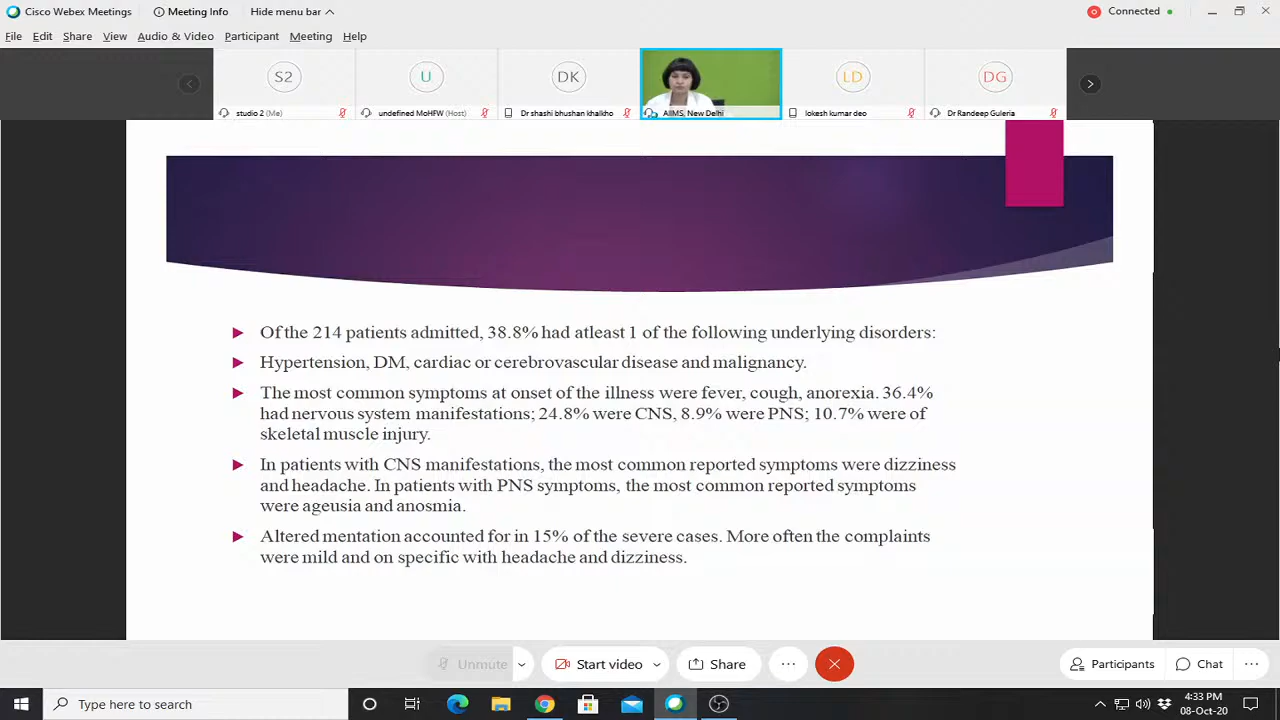 Cisco Webex Meetings
Meeting Info
Hide menu bar
Connected
File Edit Share View Audio & Video Participant Meeting Help
S2 U DK LD DG
studio 2 (Me) undefined MoHFW (Host) Dr shashi bhushan khalkho AIIMS, New Delhi lokesh kumar deo Dr Randeep Guleria
Of the 214 patients admitted, 38.8% had atleast 1 of the following underlying disorders:
Hypertension, DM, cardiac or cerebrovascular disease and malignancy.
The most common symptoms at onset of the illness were fever, cough, anorexia. 36.4%
had nervous system manifestations; 24.8% were CNS, 8.9% were PNS; 10.7% were of
skeletal muscle injury.
In patients with CNS manifestations, the most common reported symptoms were dizziness
and headache. In patients with PNS symptoms, the most common reported symptoms
were ageusia and anosmia.
Altered mentation accounted for in 15% of the severe cases. More often the complaints
were mild and on specific with headache and dizziness.
Unmute Start video Share Participants Chat
Type here to search
4:33 PM
08-Oct-20